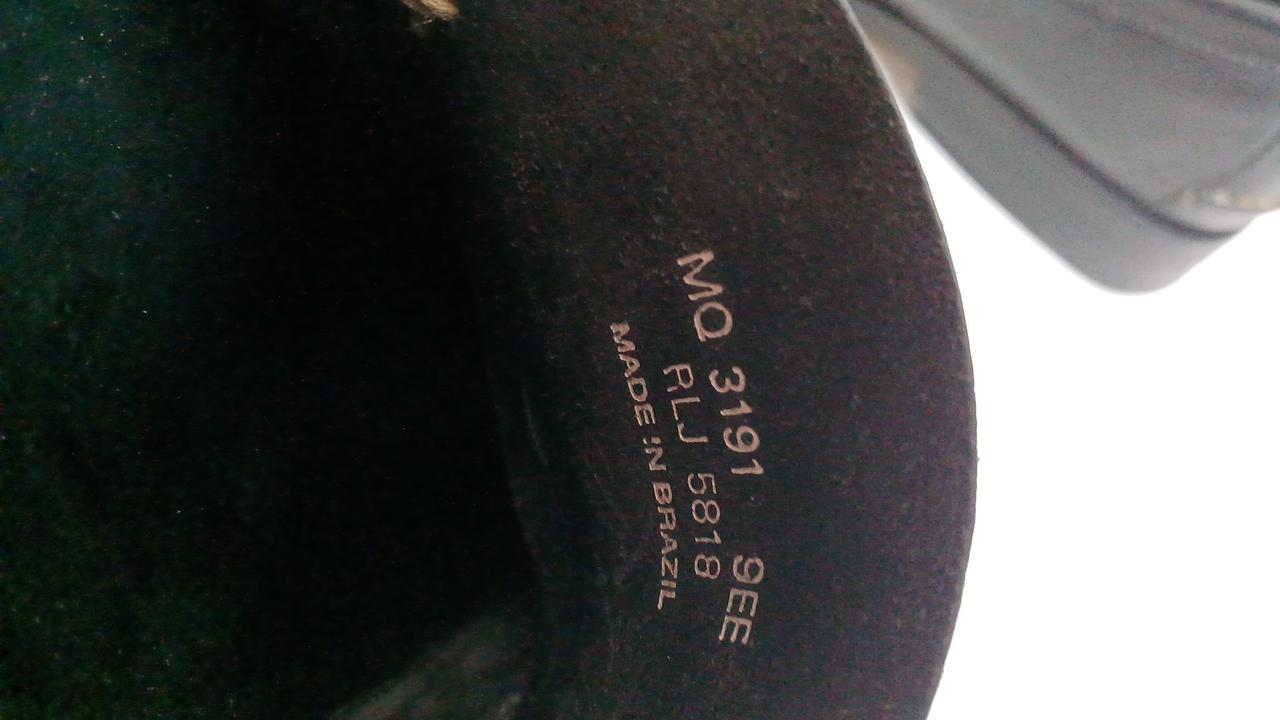 MQ 3191 9EE
RLJ 5818
MADE IN BRAZIL